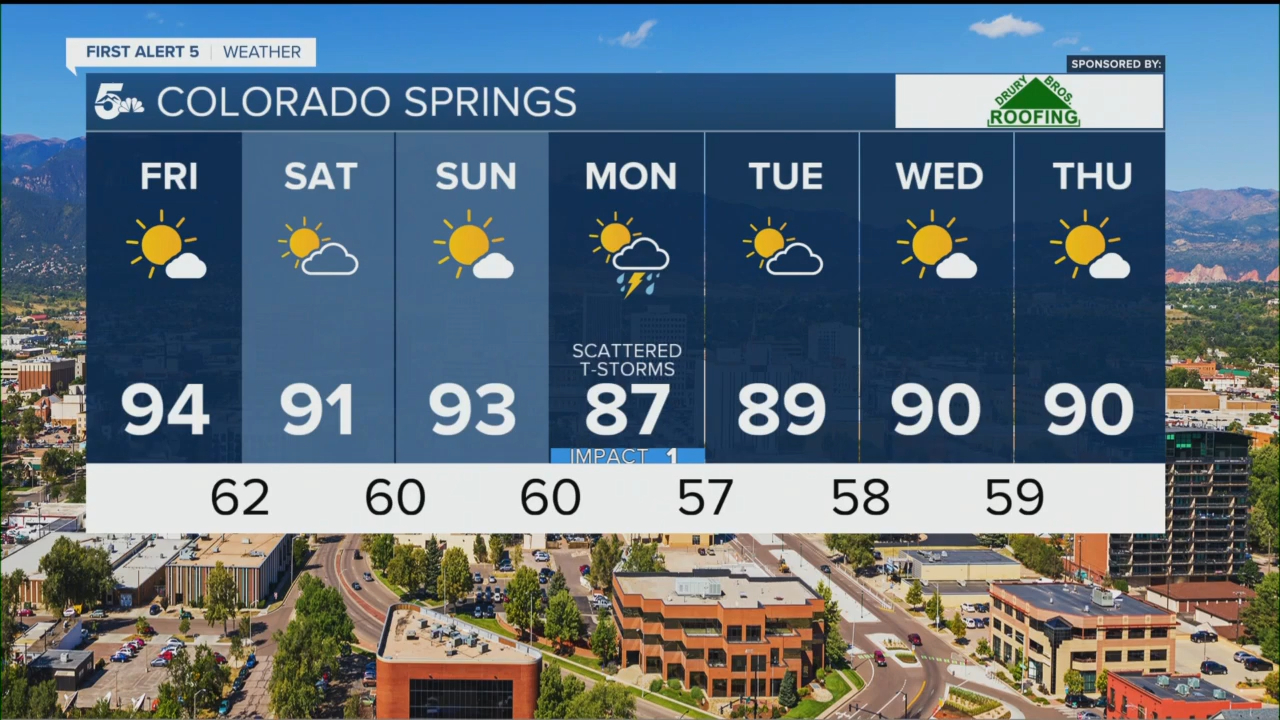 FIRST ALERT 5 | WEATHER
SPONSORED BY:
5 COLORADO SPRINGS
DRURY BROS.
ROOFING
FRI SAT SUN MON TUE WED THU
SCATTERED
T-STORMS
94 91 93 87 89 90 90
IMPACT 1
62 60 60 57 58 59